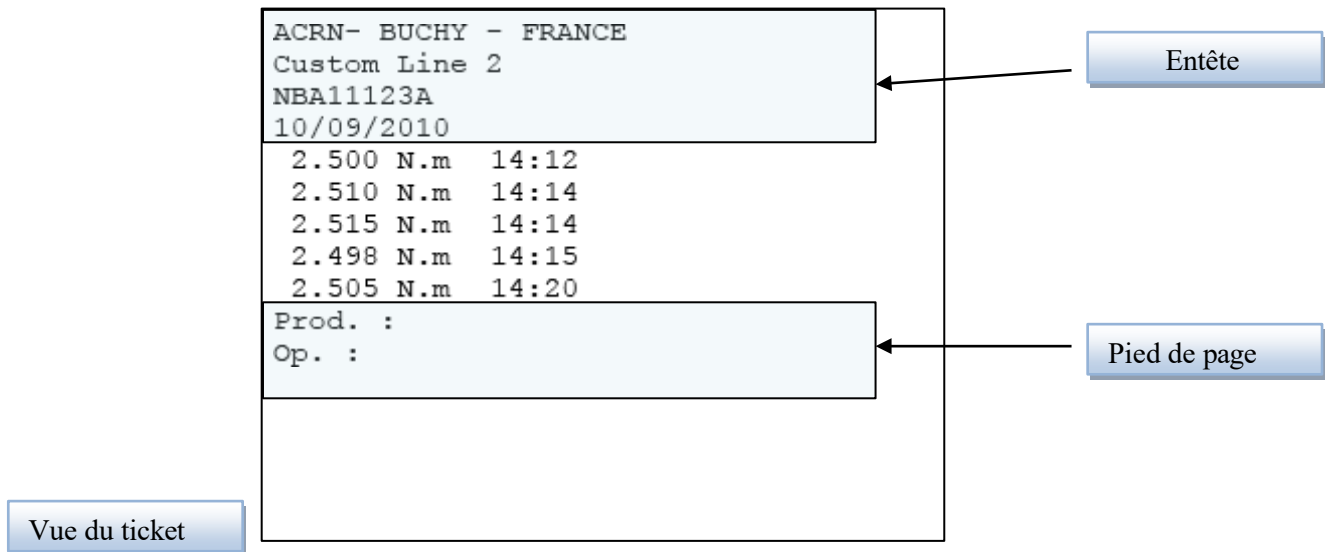 ACRN- BUCHY - FRANCE
Custom Line 2
NBA11123A
10/09/2010
2.500 N.m 14:12
2.510 N.m 14:14
2.515 N.m 14:14
2.498 N.m 14:15
2.505 N.m 14:20
Prod. :
Op. :
Entête
Pied de page
Vue du ticket